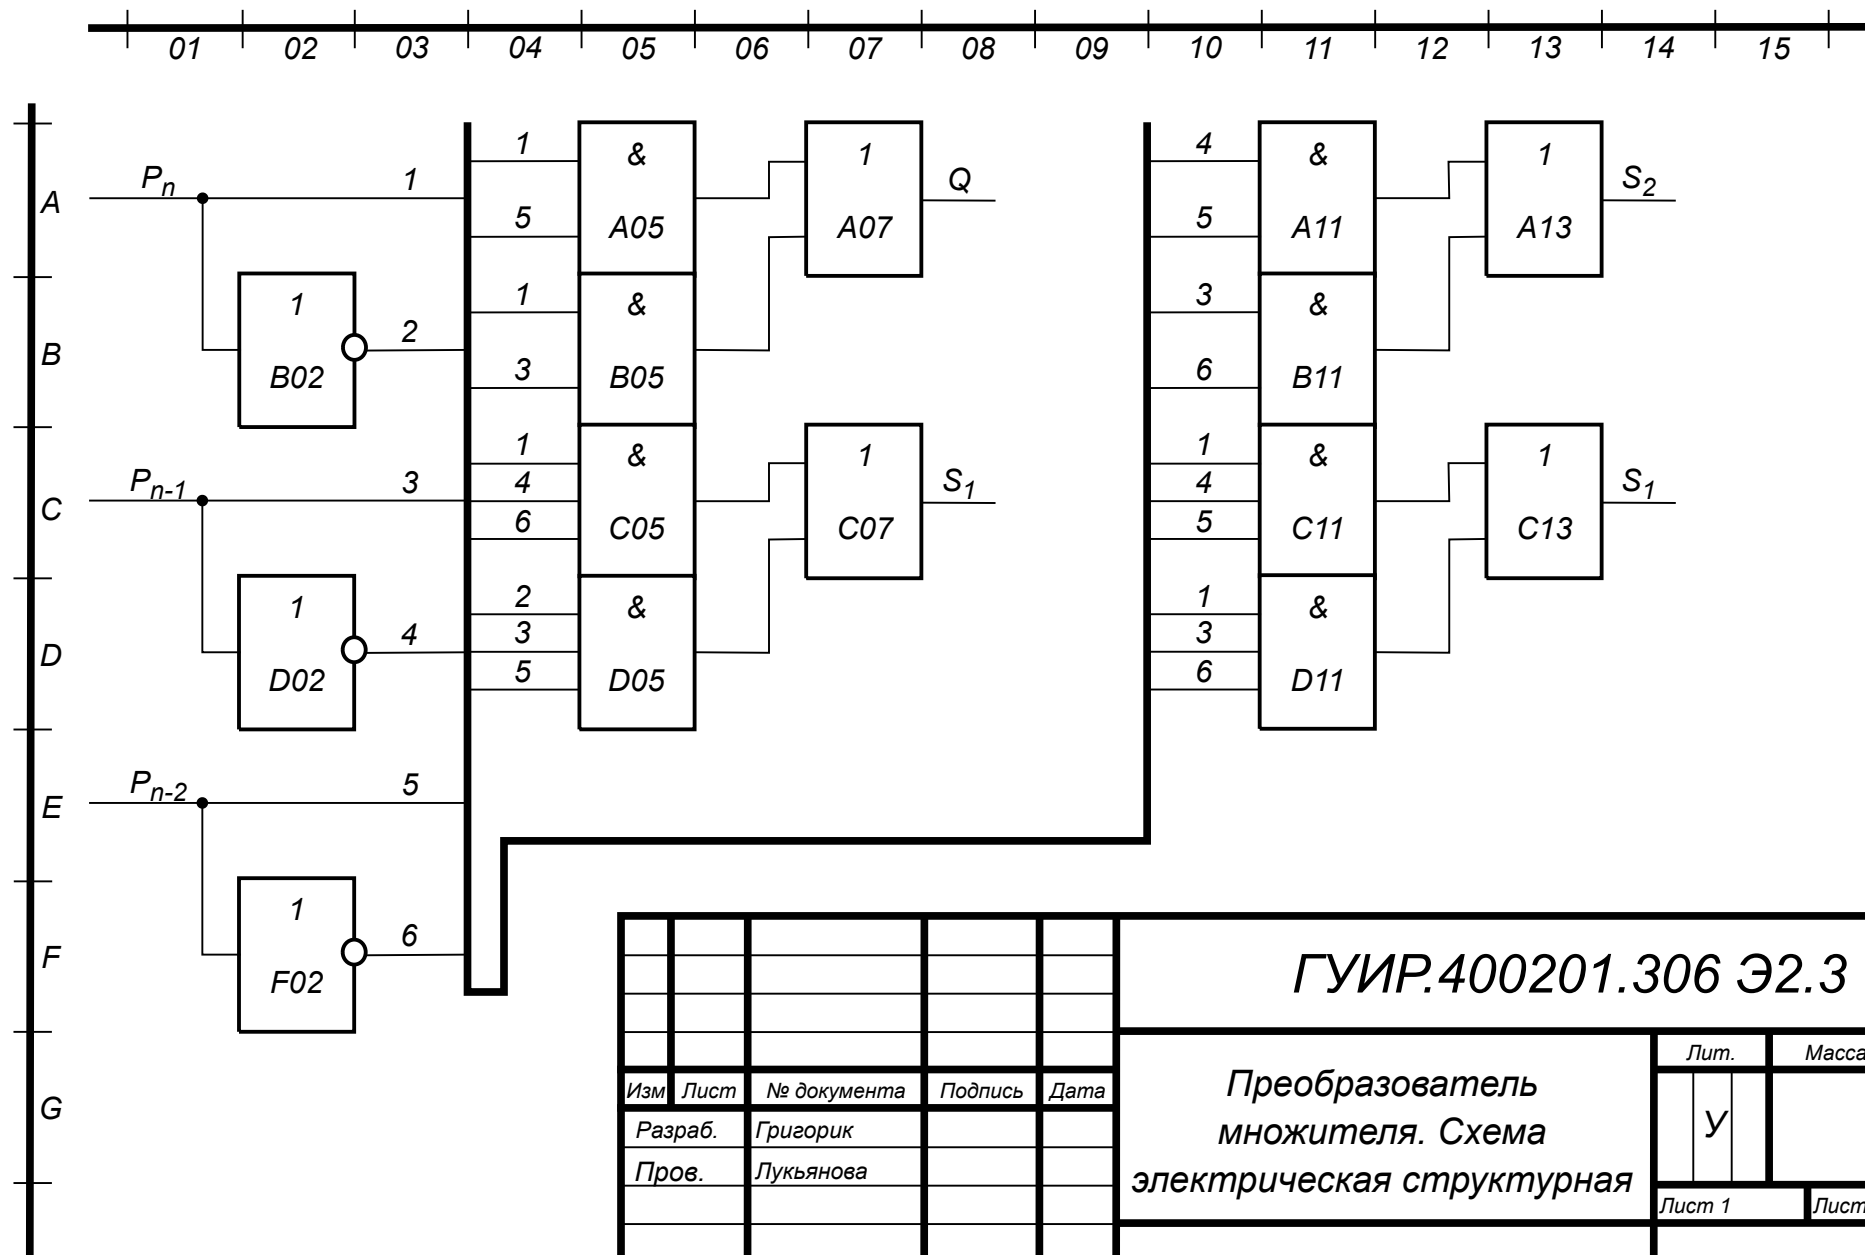 01 02 03 04 05 06 07 08 09 10 11 12 13 14 15
A
B
C
D
E
F
G
Pn
1
1
B02
2
Pn-1
3
1
D02
4
Pn-2
5
1
F02
6
1
5
&
A05
1
3
&
B05
1
4
6
&
C05
2
3
5
&
D05
1
A07
Q
1
C07
S1
4
5
&
A11
3
6
&
B11
1
4
5
&
C11
1
3
6
&
D11
1
A13
S2
1
C13
S1
ГУИР.400201.306 Э2.3
Преобразователь
множителя. Схема
электрическая структурная
Изм Лист № документа Подпись Дата
Разраб. Григорик
Пров. Лукьянова
Лит. Масса
У
Лист 1 Лист